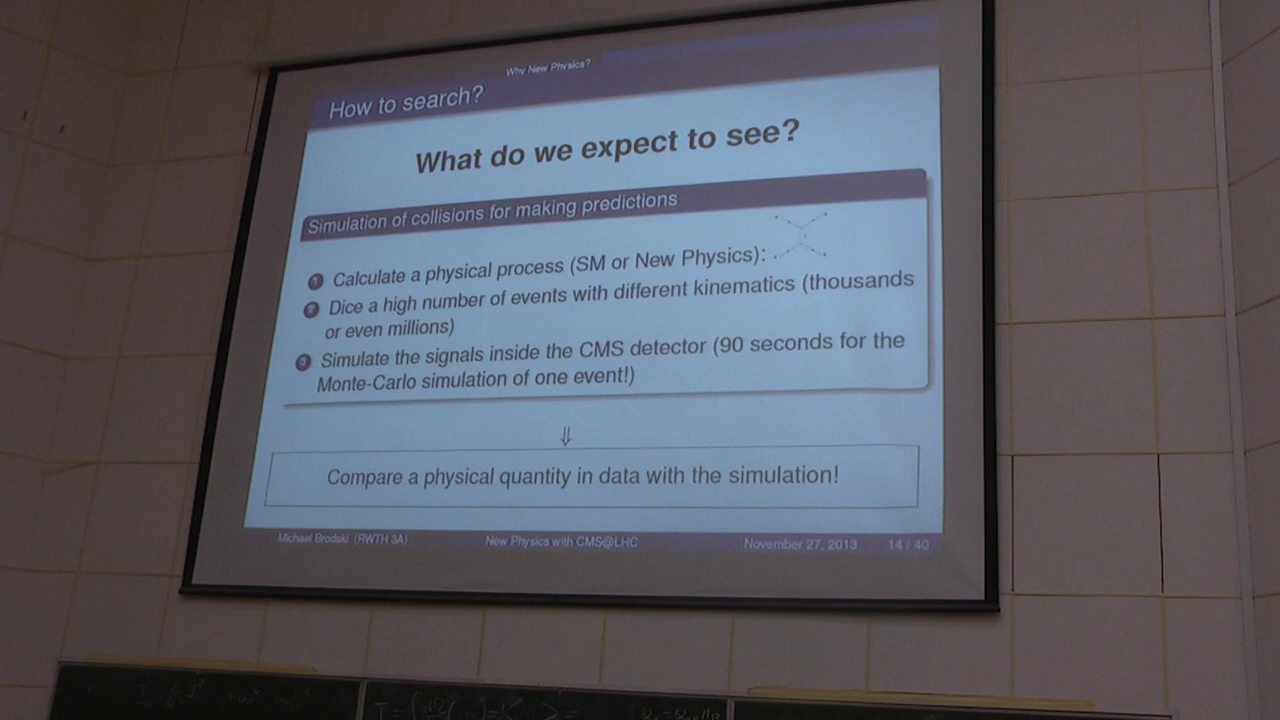 Why New Physics?
How to search?
What do we expect to see?
Simulation of collisions for making predictions
1 Calculate a physical process (SM or New Physics):
2 Dice a high number of events with different kinematics (thousands
or even millions)
3 Simulate the signals inside the CMS detector (90 seconds for the
Monte-Carlo simulation of one event!)
⇓
Compare a physical quantity in data with the simulation!
Michael Brodski (RWTH 3A) New Physics with CMS@LHC November 27, 2013 14 / 40